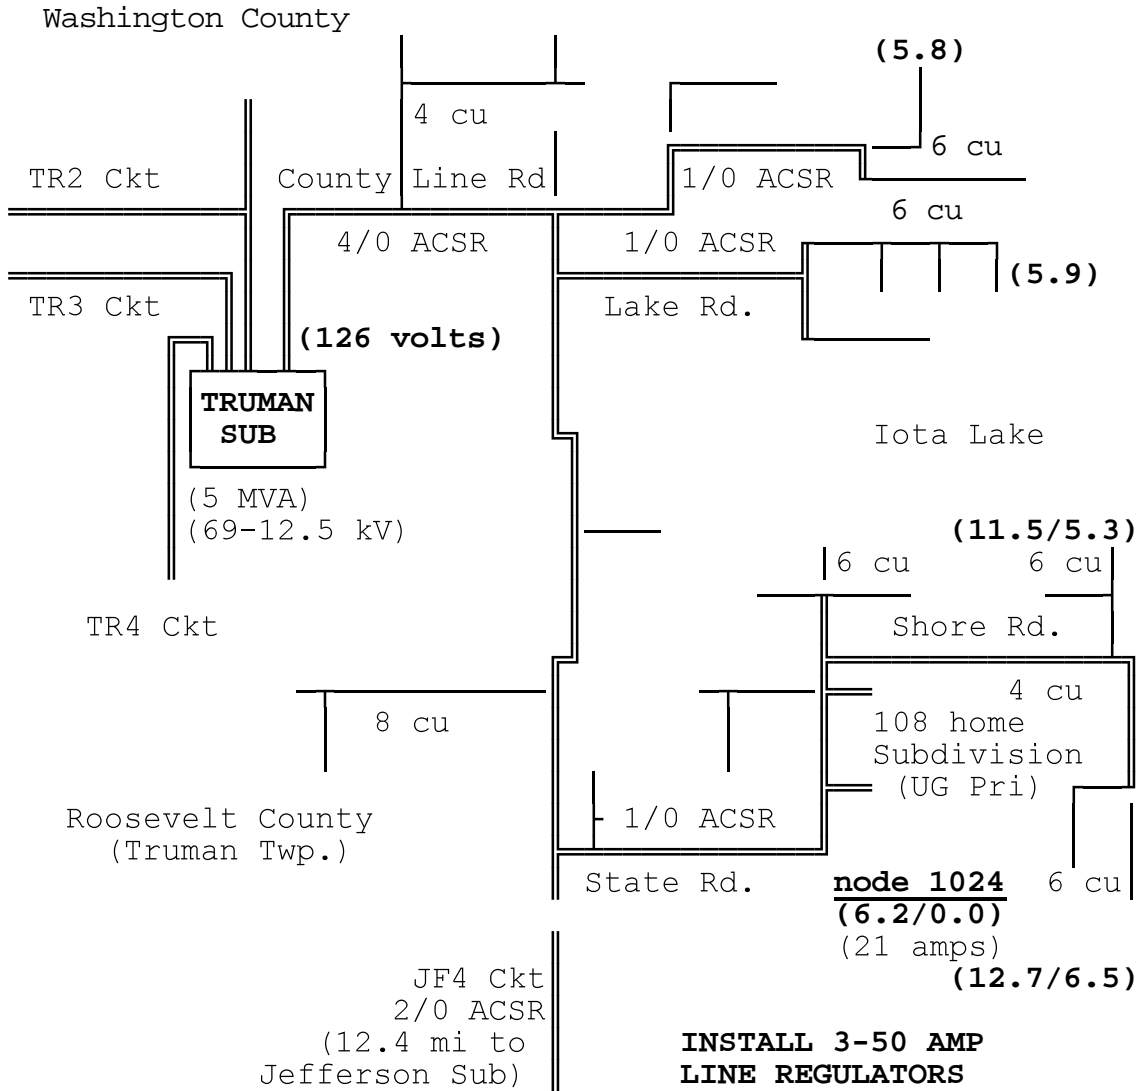 Washington County
(5.8)
4 cu
6 cu
TR2 Ckt
County Line Rd
1/0 ACSR
6 cu
4/0 ACSR
1/0 ACSR
(5.9)
TR3 Ckt
Lake Rd.
(126 volts)
TRUMAN
SUB
Iota Lake
(5 MVA)
(69-12.5 kV)
(11.5/5.3)
6 cu
6 cu
TR4 Ckt
Shore Rd.
4 cu
8 cu
108 home
Subdivision
(UG Pri)
Roosevelt County
(Truman Twp.)
1/0 ACSR
State Rd.
node 1024
6 cu
(6.2/0.0)
(21 amps)
(12.7/6.5)
JF4 Ckt
2/0 ACSR
(12.4 mi to
Jefferson Sub)
INSTALL 3-50 AMP
LINE REGULATORS